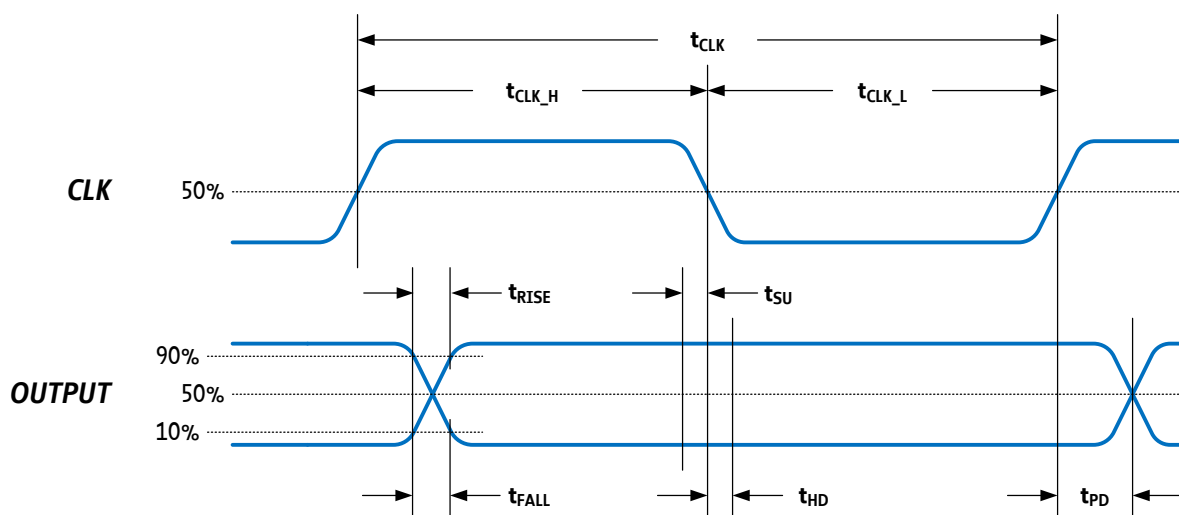 tCLK
tCLK_H tCLK_L
CLK 50%
tRISE tSU
90%
OUTPUT 50%
10%
tFALL tHD tPD